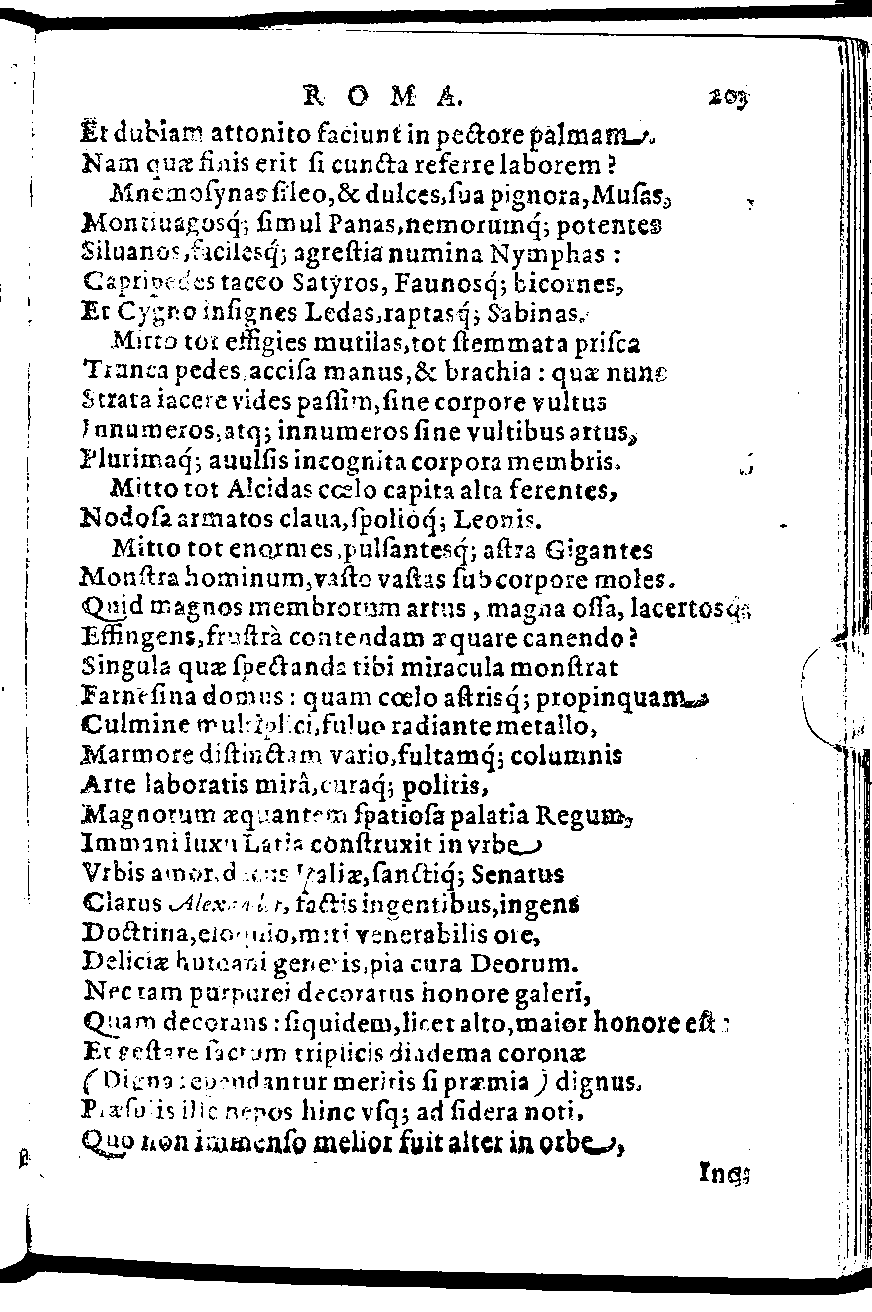 ROMA. 203
Et dubiam attonito faciunt in pectore palmam.
Nam quæ finis erit ſi cuncta referre laborem?
Mnemoſynas ſileo,& dulces,ſua pignora,Muſas,
Montiuagosq́; ſimul Panas,nemorumq́; potentes
Siluanos,facilesq́; agreſtia numina Nymphas:
Capripedes taceo Satyros, Faunosq́; bicornes,
Et Cygno inſignes Ledas,raptasq́; Sabinas.
Mitto tot effigies mutilas,tot ſtemmata priſca
Trunca pedes,acciſa manus,& brachia: quæ nunc
Strata iacere vides paſſim,ſine corpore vultus
Innumeros,atq; innumeros ſine vultibus artus,
Plurimaq́; auulſis incognita corpora membris.
Mitto tot Alcidas cœlo capita alta ferentes,
Nodoſa armatos claua,ſpolioq́; Leonis.
Mitto tot enormes,pulſantesq́; aſtra Gigantes
Monſtra hominum,vaſto vaſtas ſub corpore moles.
Quid magnos membrorum artus, magna oſſa, lacertosq́;
Effingens,fruſtrà contendam æquare canendo?
Singula quæ ſpectanda tibi miracula monſtrat
Farneſina domus: quam cœlo aſtrisq́; propinquam
Culmine multiplici,fuluo radiante metallo,
Marmore diſtinctam vario,fultamq́; columnis
Arte laboratis mirâ,curaq́; politis,
Magnorum æquantem ſpatioſa palatia Regum,
Immani luxu Latia conſtruxit in vrbe
Vrbis amor,decus Italiæ,ſanctiq́; Senatus
Clarus Alexander, factis ingentibus,ingens
Doctrina,eloquio,miti venerabilis ore,
Deliciæ humani generis,pia cura Deorum.
Nec tam purpurei decoratus honore galeri,
Quam decorans: ſiquidem,licet alto,maior honore eſt:
Et geſtare ſacrum triplicis diadema coronæ
(Digna rependantur meritis ſi præmia) dignus.
Præſulis ille nepos hinc vſq; ad ſidera noti,
Quo non immenſo melior fuit alter in orbe,
Inq;